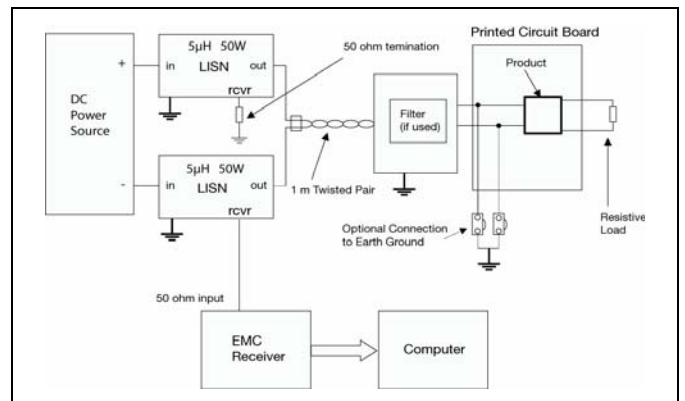 Printed Circuit Board
5µH 50W
LISN
in
out
rcvr
50 ohm temination
Product
+
DC
Power
Source
-
Filter
(if used)
5µH 50W
LISN
in
out
rcvr
1 m Twisted Pair
Optional Connection
to Earth Ground
Resistive
Load
50 ohm input
EMC
Receiver
Computer